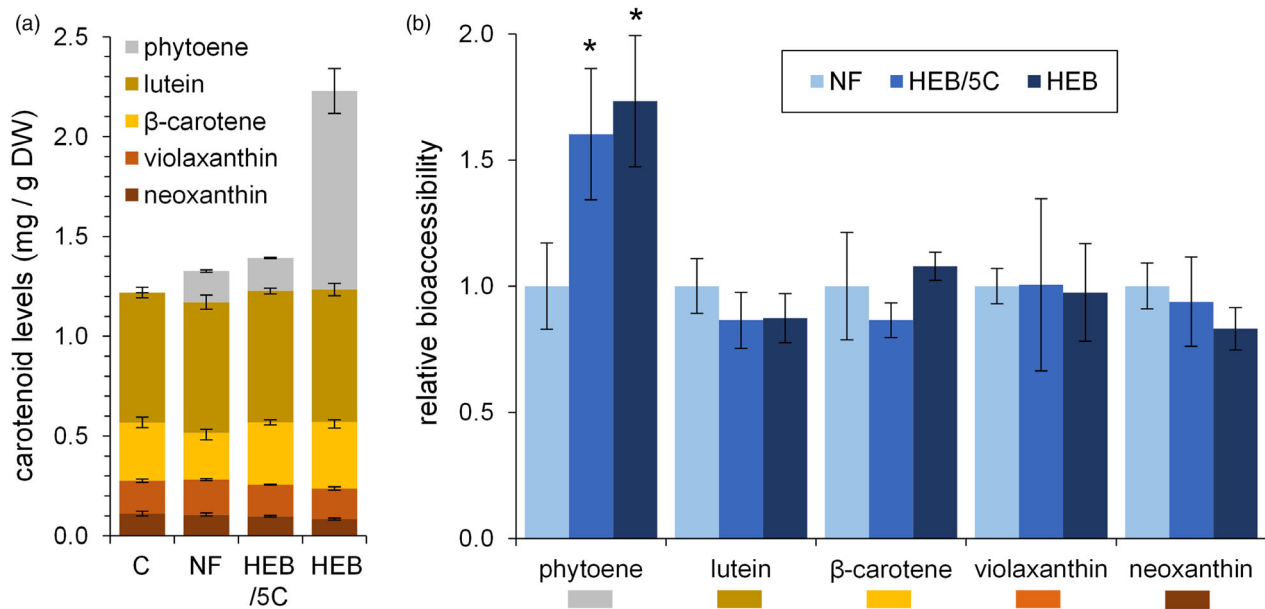 (a)
carotenoid levels (mg / g DW)
2.5
2.0
1.5
1.0
0.5
0.0
phytoene
lutein
β-carotene
violaxanthin
neoxanthin
C NF HEB HEB
/5C
(b)
relative bioaccessibility
2.0
1.5
1.0
0.5
0.0
* *
NF HEB/5C HEB
phytoene lutein β-carotene violaxanthin neoxanthin